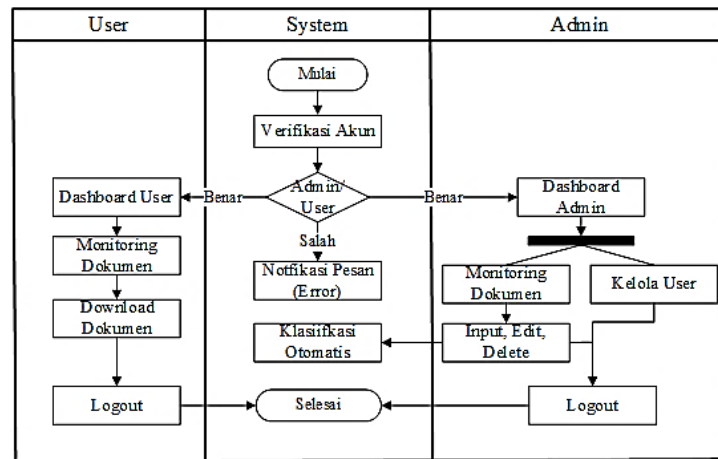 User
System
Admin
Mulai
Verifikasi Akun
Admin/
User
Benar
Benar
Salah
Dashboard User
Dashboard
Admin
Monitoring
Dokumen
Notfikasi Pesan
(Error)
Monitoring
Dokumen
Kelola User
Download
Dokumen
Klasiifkasi
Otomatis
Input, Edit,
Delete
Logout
Selesai
Logout